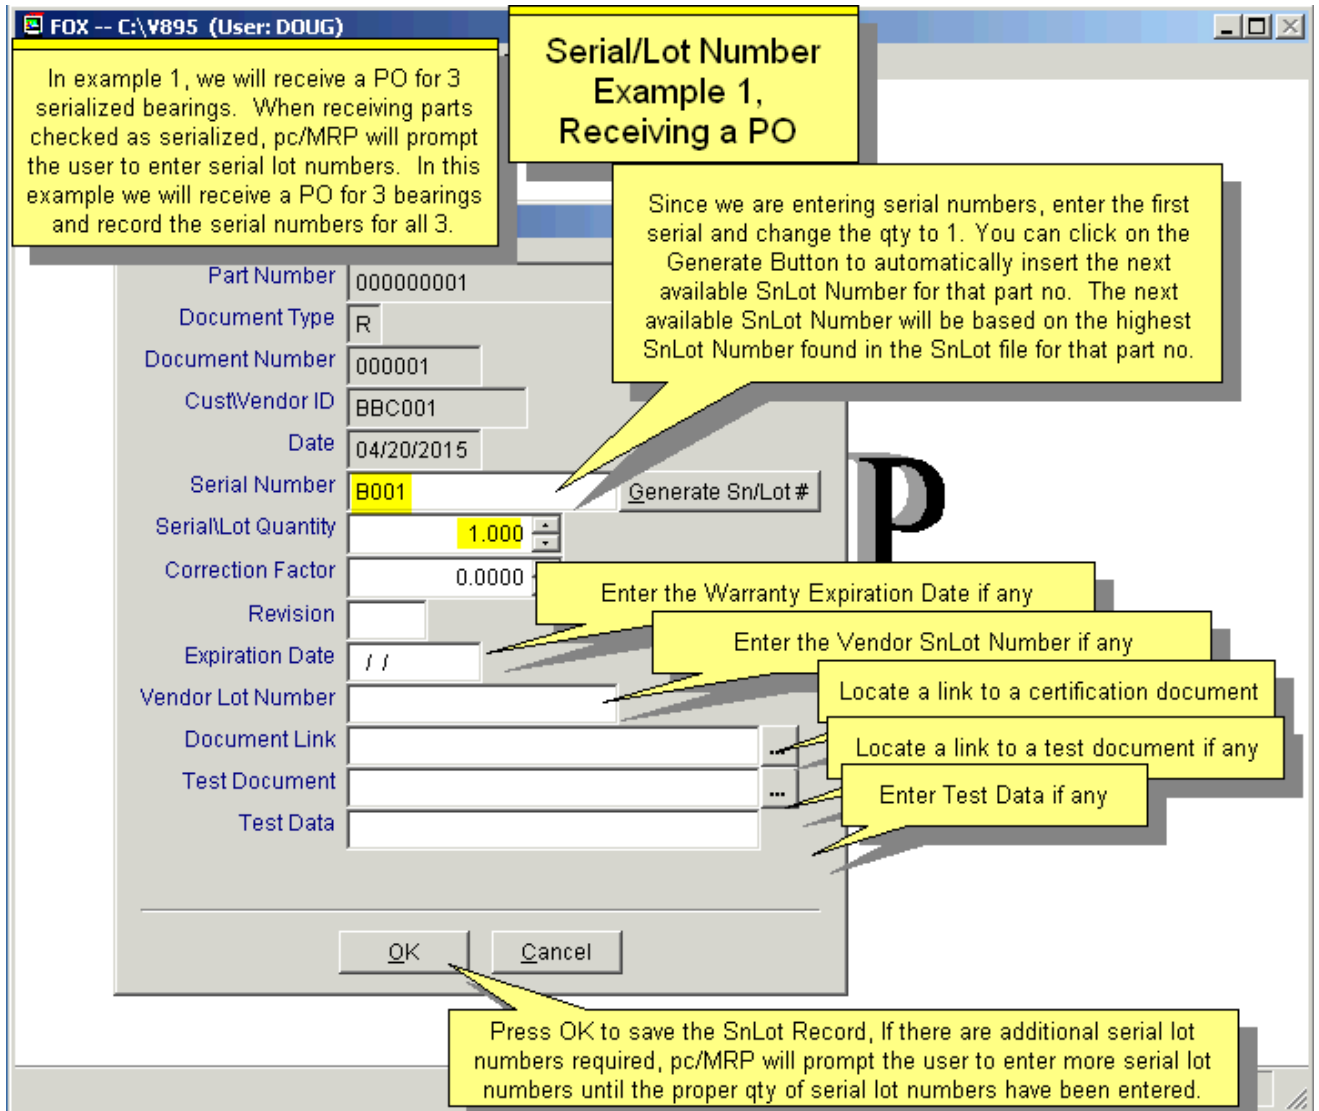 FOX -- C:\V895 (User: DOUG)
In example 1, we will receive a PO for 3
serialized bearings. When receiving parts
checked as serialized, pc/MRP will prompt
the user to enter serial lot numbers. In this
example we will receive a PO for 3 bearings
and record the serial numbers for all 3.
Serial/Lot Number
Example 1,
Receiving a PO
Since we are entering serial numbers, enter the first
serial and change the qty to 1. You can click on the
Generate Button to automatically insert the next
available SnLot Number for that part no. The next
available SnLot Number will be based on the highest
SnLot Number found in the SnLot file for that part no.
Part Number 000000001
Document Type R
Document Number 000001
Cust\Vendor ID BBC001
Date 04/20/2015
Serial Number B001 Generate Sn/Lot #
Serial\Lot Quantity 1.000
Correction Factor 0.0000
Enter the Warranty Expiration Date if any
Revision
Enter the Vendor SnLot Number if any
Expiration Date / /
Locate a link to a certification document
Vendor Lot Number
Document Link ...
Locate a link to a test document if any
Test Document ...
Enter Test Data if any
Test Data
P
OK Cancel
Press OK to save the SnLot Record, If there are additional serial lot
numbers required, pc/MRP will prompt the user to enter more serial lot
numbers until the proper qty of serial lot numbers have been entered.